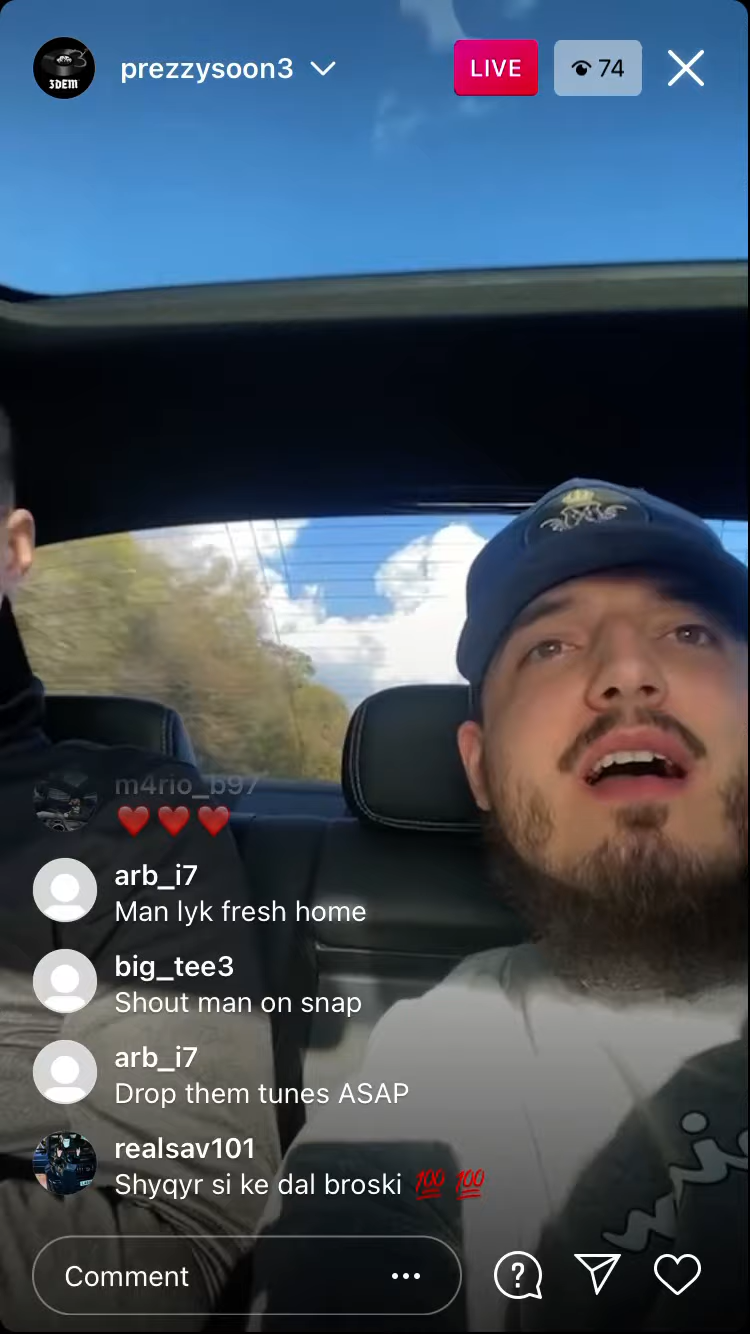 3DEM
prezzysoon3
LIVE
74
m4rio_b97
❤️❤️❤️
arb_i7
Man lyk fresh home
big_tee3
Shout man on snap
arb_i7
Drop them tunes ASAP
realsav101
Shyqyr si ke dal broski 💯 💯
Comment